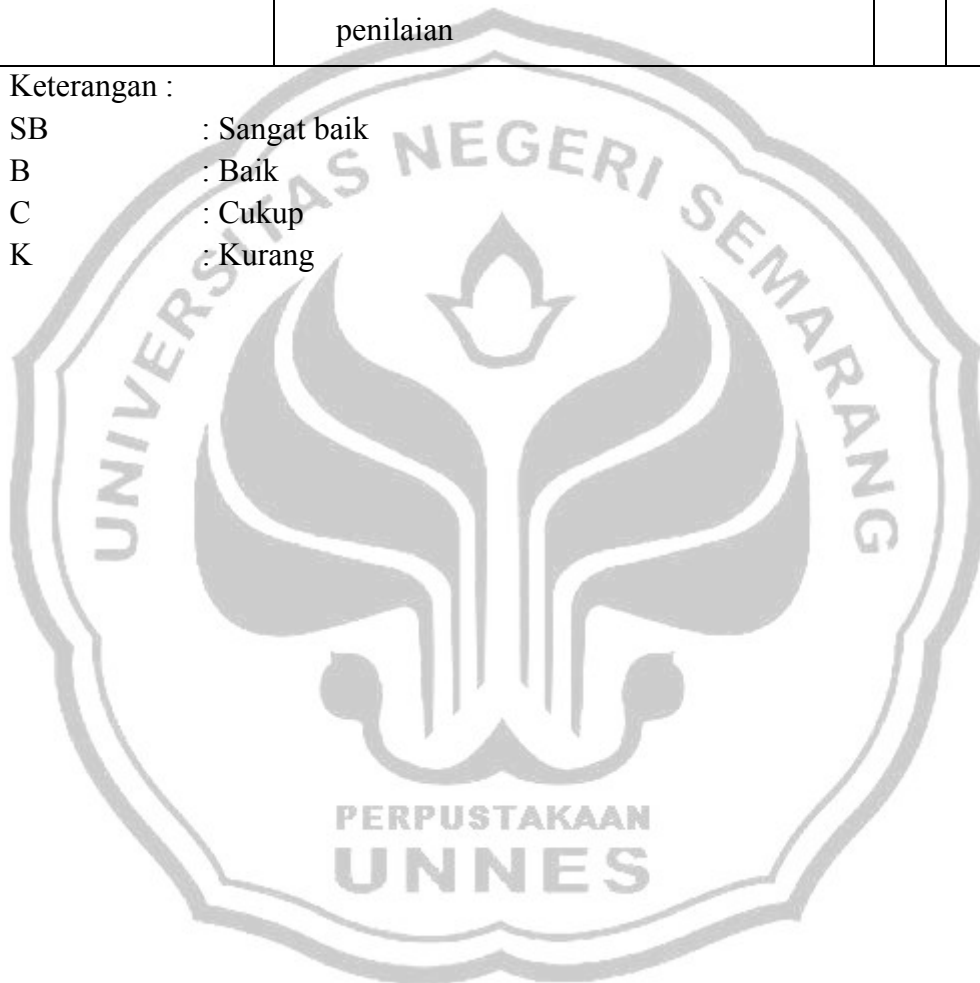 penilaian
Keterangan :
SB : Sangat baik
B : Baik
C : Cukup
K : Kurang
UNIVERSITAS NEGERI SEMARANG
PERPUSTAKAAN
UNNES